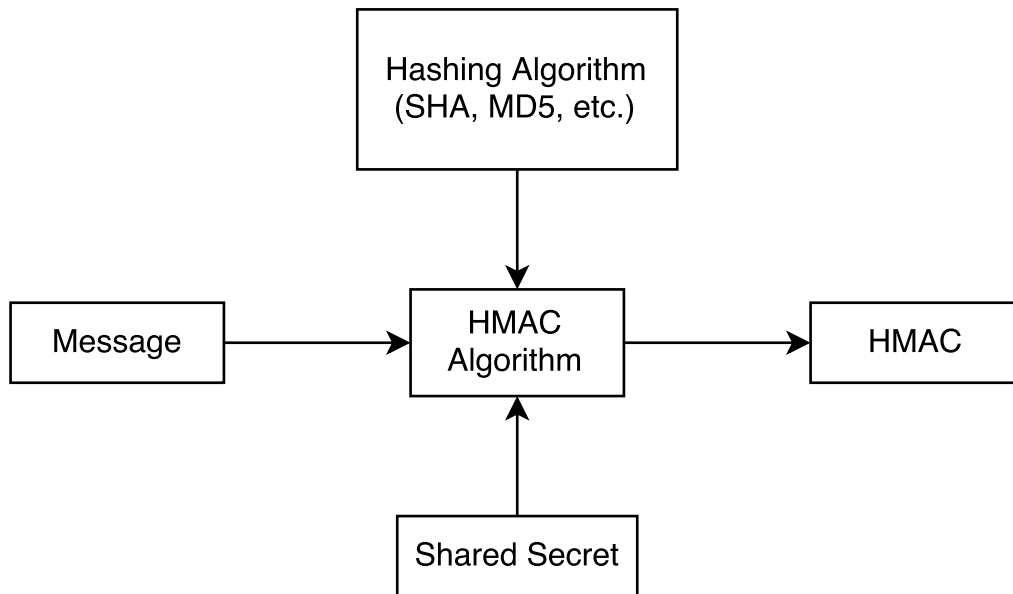 Hashing Algorithm
(SHA, MD5, etc.)
Message
HMAC
Algorithm
HMAC
Shared Secret